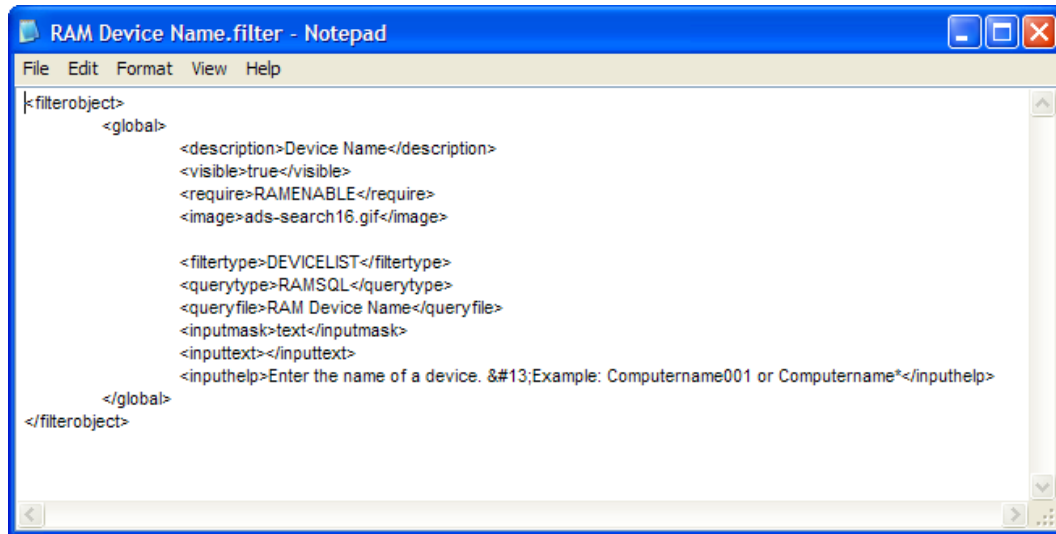 RAM Device Name.filter - Notepad
File Edit Format View Help
<filterobject>
<global>
<description>Device Name</description>
<visible>true</visible>
<require>RAMENABLE</require>
<image>ads-search16.gif</image>
<filtertype>DEVICELIST</filtertype>
<querytype>RAMSQL</querytype>
<queryfile>RAM Device Name</queryfile>
<inputmask>text</inputmask>
<inputtext></inputtext>
<inputhelp>Enter the name of a device. &#13;Example: Computername001 or Computername*</inputhelp>
</global>
</filterobject>